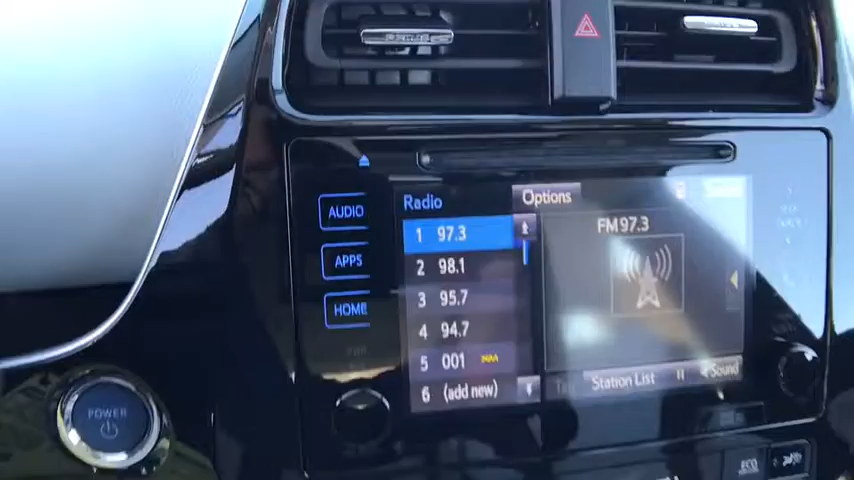 Radio
Options
AUDIO
1 97.3
FM97.3
APPS
2 98.1
3 95.7
HOME
4 94.7
5 001
6 (add new)
Station List
Sound
POWER
ECO